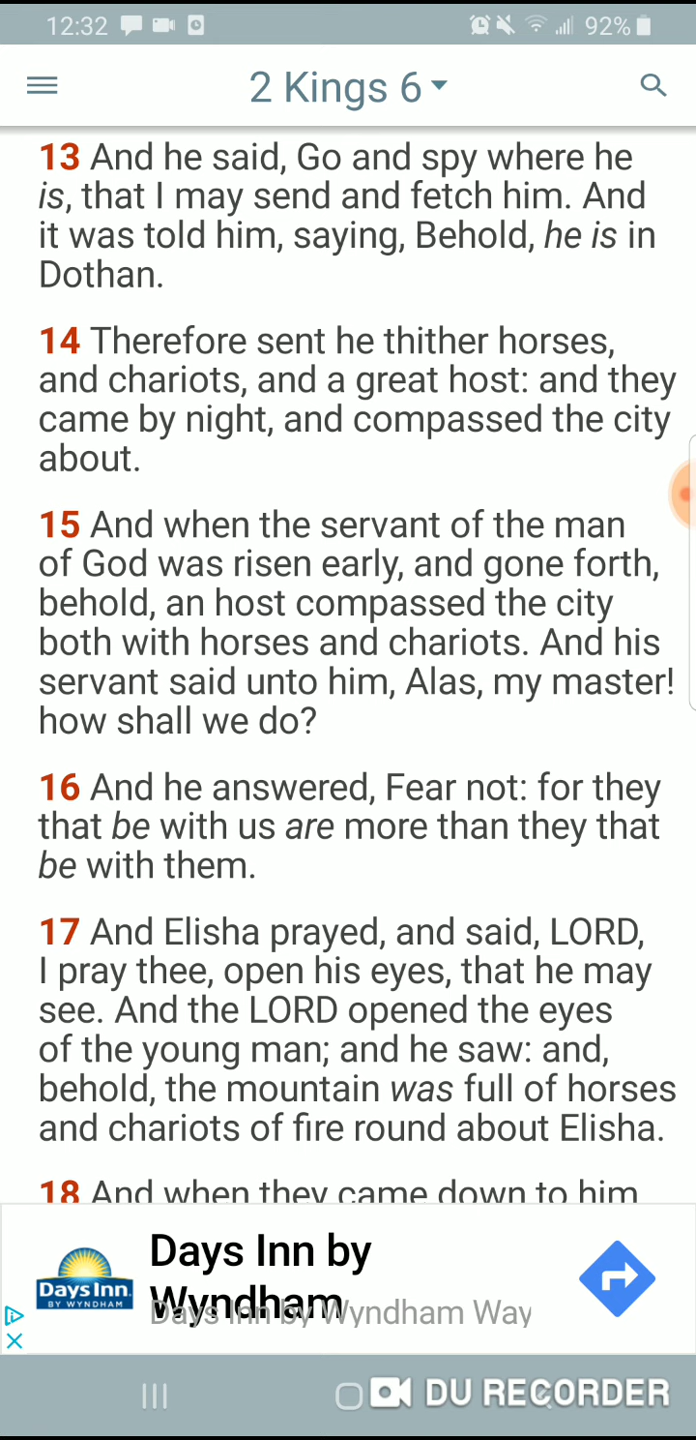 12:32 92%
2 Kings 6
13 And he said, Go and spy where he
is, that I may send and fetch him. And
it was told him, saying, Behold, he is in
Dothan.
14 Therefore sent he thither horses,
and chariots, and a great host: and they
came by night, and compassed the city
about.
15 And when the servant of the man
of God was risen early, and gone forth,
behold, an host compassed the city
both with horses and chariots. And his
servant said unto him, Alas, my master!
how shall we do?
16 And he answered, Fear not: for they
that be with us are more than they that
be with them.
17 And Elisha prayed, and said, LORD,
I pray thee, open his eyes, that he may
see. And the LORD opened the eyes
of the young man; and he saw: and,
behold, the mountain was full of horses
and chariots of fire round about Elisha.
18 And when they came down to him
Days Inn by
Wyndham
Days Inn by Wyndham Way
Days Inn.
BY WYNDHAM
DU RECORDER